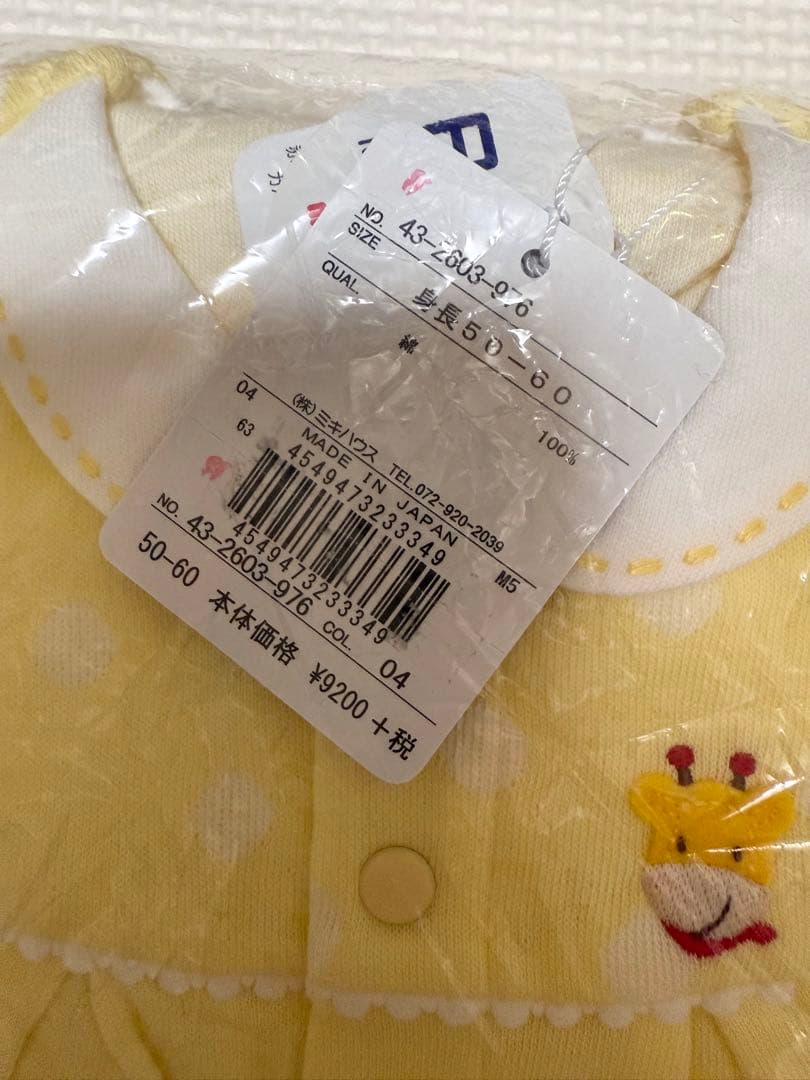 カ.
NO. 43-2603-976
SIZE 身長50-60
QUAL.
綿 100%
04 (株)ミキハウス TEL.072-920-2039
63 MADE IN JAPAN
4549473233349
4549473233349 M5
NO. 43-2603-976 COL. 04
50-60 本体価格 ¥9200+税